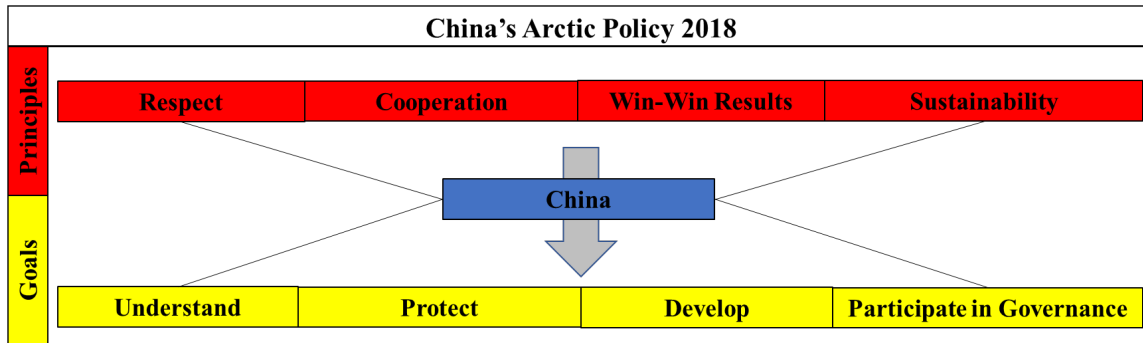 China’s Arctic Policy 2018
Principles
Respect
Cooperation
Win-Win Results
Sustainability
China
Goals
Understand
Protect
Develop
Participate in Governance